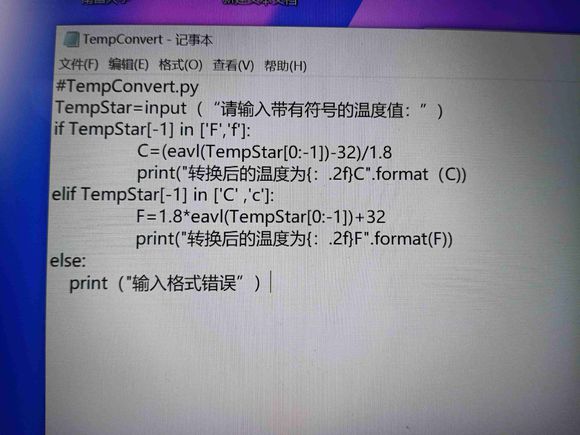 TempConvert - 记事本
文件(F) 编辑(E) 格式(O) 查看(V) 帮助(H)
#TempConvert.py
TempStar=input（“请输入带有符号的温度值：”）
if TempStar[-1] in ['F','f']:
C=(eavl(TempStar[0:-1])-32)/1.8
print("转换后的温度为{：.2f}C".format（C))
elif TempStar[-1] in ['C' ,'c']:
F=1.8*eavl(TempStar[0:-1])+32
print("转换后的温度为{：.2f}F".format(F))
else:
print（"输入格式错误”）